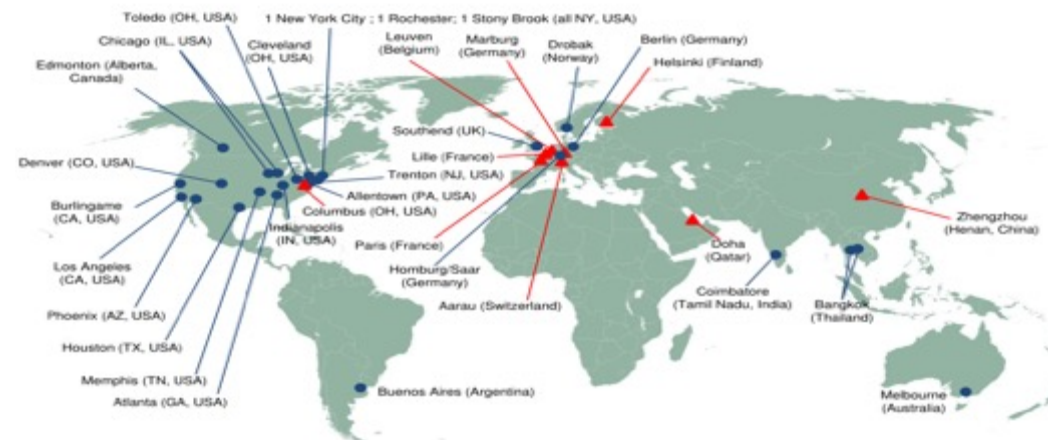 Toledo (OH, USA)
1 New York City ; 1 Rochester; 1 Stony Brook (all NY, USA)
Chicago (IL, USA)
Cleveland
(OH, USA)
Leuven
(Belgium)
Marburg
(Germany)
Drobak
(Norway)
Berlin (Germany)
Helsinki (Finland)
Edmonton (Alberta,
Canada)
Southend (UK)
Lille (France)
Denver (CO, USA)
Trenton (NJ, USA)
Allentown (PA, USA)
Columbus (OH, USA)
Burlingame
(CA, USA)
Indianapolis
(IN, USA)
Paris (France)
Zhengzhou
(Henan, China)
Doha
(Qatar)
Los Angeles
(CA, USA)
Homburg/Saar
(Germany)
Aarau (Switzerland)
Coimbatore
(Tamil Nadu, India)
Bangkok
(Thailand)
Phoenix (AZ, USA)
Houston (TX, USA)
Memphis (TN, USA)
Atlanta (GA, USA)
Buenos Aires (Argentina)
Melbourne
(Australia)